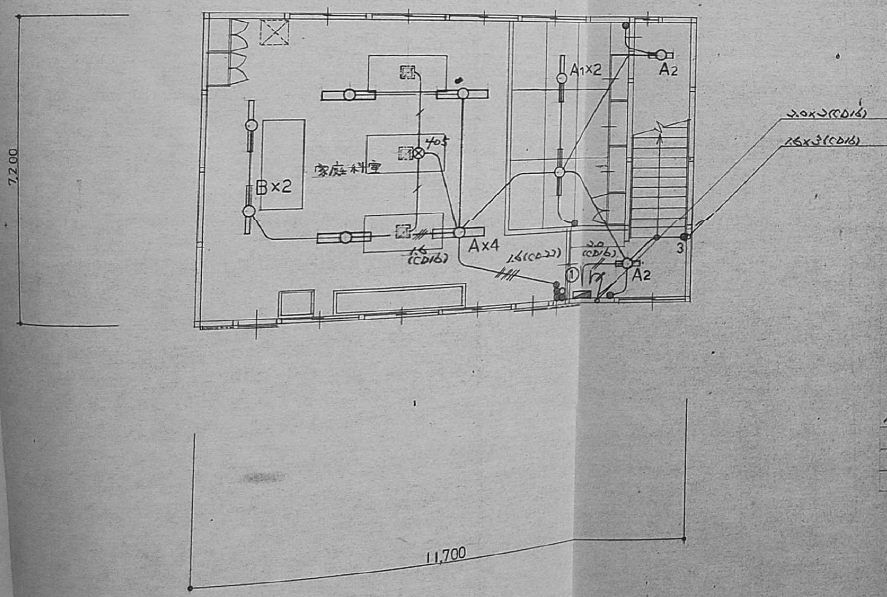 A2
A1×2
2.0×2(CD16)
405
1.6×3(CD16)
7,200
家庭科室
B×2
3
A×4
1.6
(CD16)
1.6(CD22)
2.0
(CD16)
①
A2
11,700